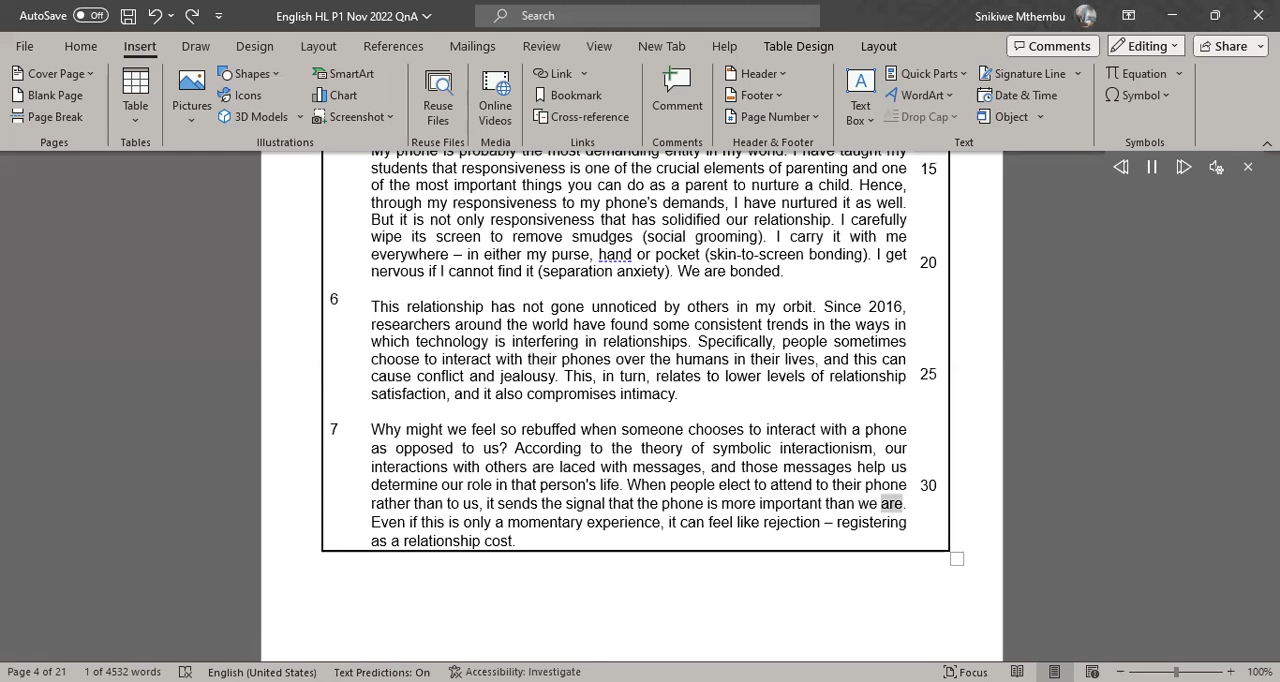 AutoSave Off English HL P1 Nov 2022 QnA Search Snikiwe Mthembu
File Home Insert Draw Design Layout References Mailings Review View New Tab Help Table Design Layout Comments Editing Share
Cover Page
Blank Page
Page Break
Pages
Table
Tables
Pictures
Shapes
Icons
3D Models
SmartArt
Chart
Screenshot
Illustrations
Reuse
Files
Reuse Files
Online
Videos
Media
Link
Bookmark
Cross-reference
Links
Comment
Comments
Header
Footer
Page Number
Header & Footer
Text
Box
Quick Parts
WordArt
Drop Cap
Signature Line
Date & Time
Object
Text
Equation
Symbol
Symbols
My phone is probably the most demanding entity in my world. I have taught my
students that responsiveness is one of the crucial elements of parenting and one 15
of the most important things you can do as a parent to nurture a child. Hence,
through my responsiveness to my phone's demands, I have nurtured it as well.
But it is not only responsiveness that has solidified our relationship. I carefully
wipe its screen to remove smudges (social grooming). I carry it with me
everywhere – in either my purse, hand or pocket (skin-to-screen bonding). I get 20
nervous if I cannot find it (separation anxiety). We are bonded.
6 This relationship has not gone unnoticed by others in my orbit. Since 2016,
researchers around the world have found some consistent trends in the ways in
which technology is interfering in relationships. Specifically, people sometimes
choose to interact with their phones over the humans in their lives, and this can
cause conflict and jealousy. This, in turn, relates to lower levels of relationship 25
satisfaction, and it also compromises intimacy.
7 Why might we feel so rebuffed when someone chooses to interact with a phone
as opposed to us? According to the theory of symbolic interactionism, our
interactions with others are laced with messages, and those messages help us
determine our role in that person's life. When people elect to attend to their phone 30
rather than to us, it sends the signal that the phone is more important than we are.
Even if this is only a momentary experience, it can feel like rejection – registering
as a relationship cost.
Page 4 of 21 1 of 4532 words English (United States) Text Predictions: On Accessibility: Investigate Focus 100%